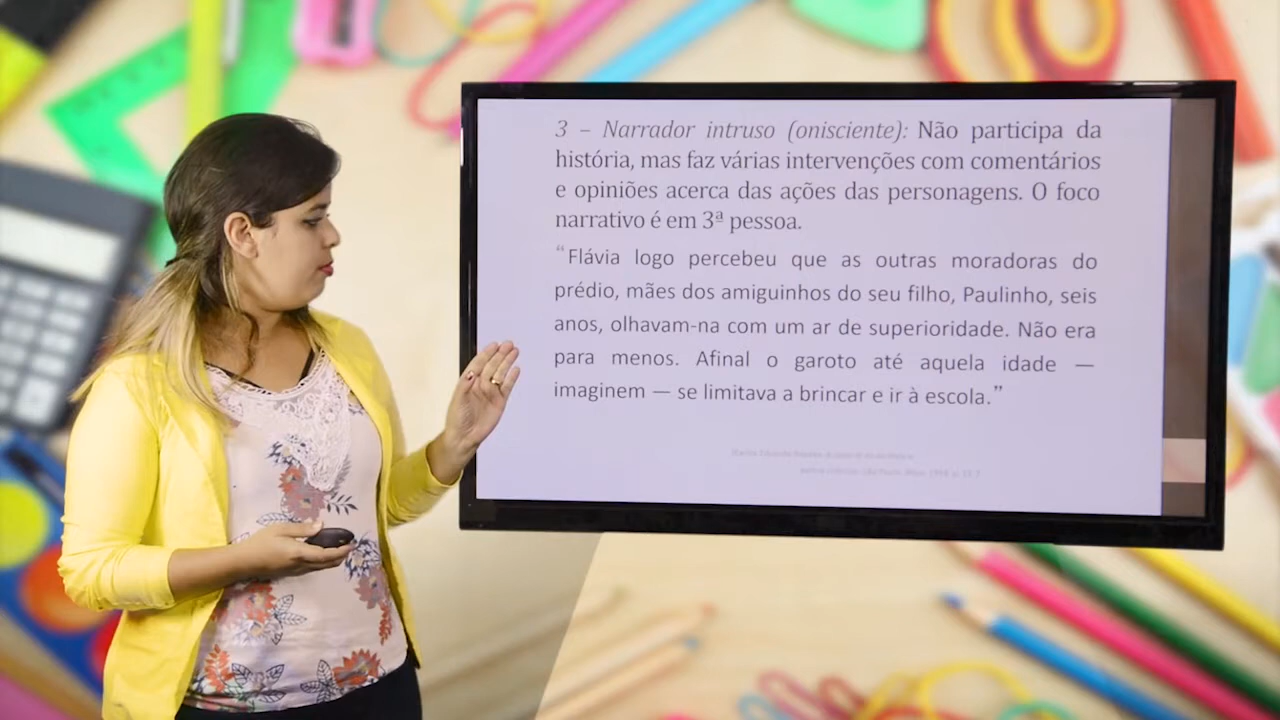 3 – Narrador intruso (onisciente): Não participa da
história, mas faz várias intervenções com comentários
e opiniões acerca das ações das personagens. O foco
narrativo é em 3ª pessoa.
“Flávia logo percebeu que as outras moradoras do
prédio, mães dos amiguinhos do seu filho, Paulinho, seis
anos, olhavam-na com um ar de superioridade. Não era
para menos. Afinal o garoto até aquela idade —
imaginem — se limitava a brincar e ir à escola.”